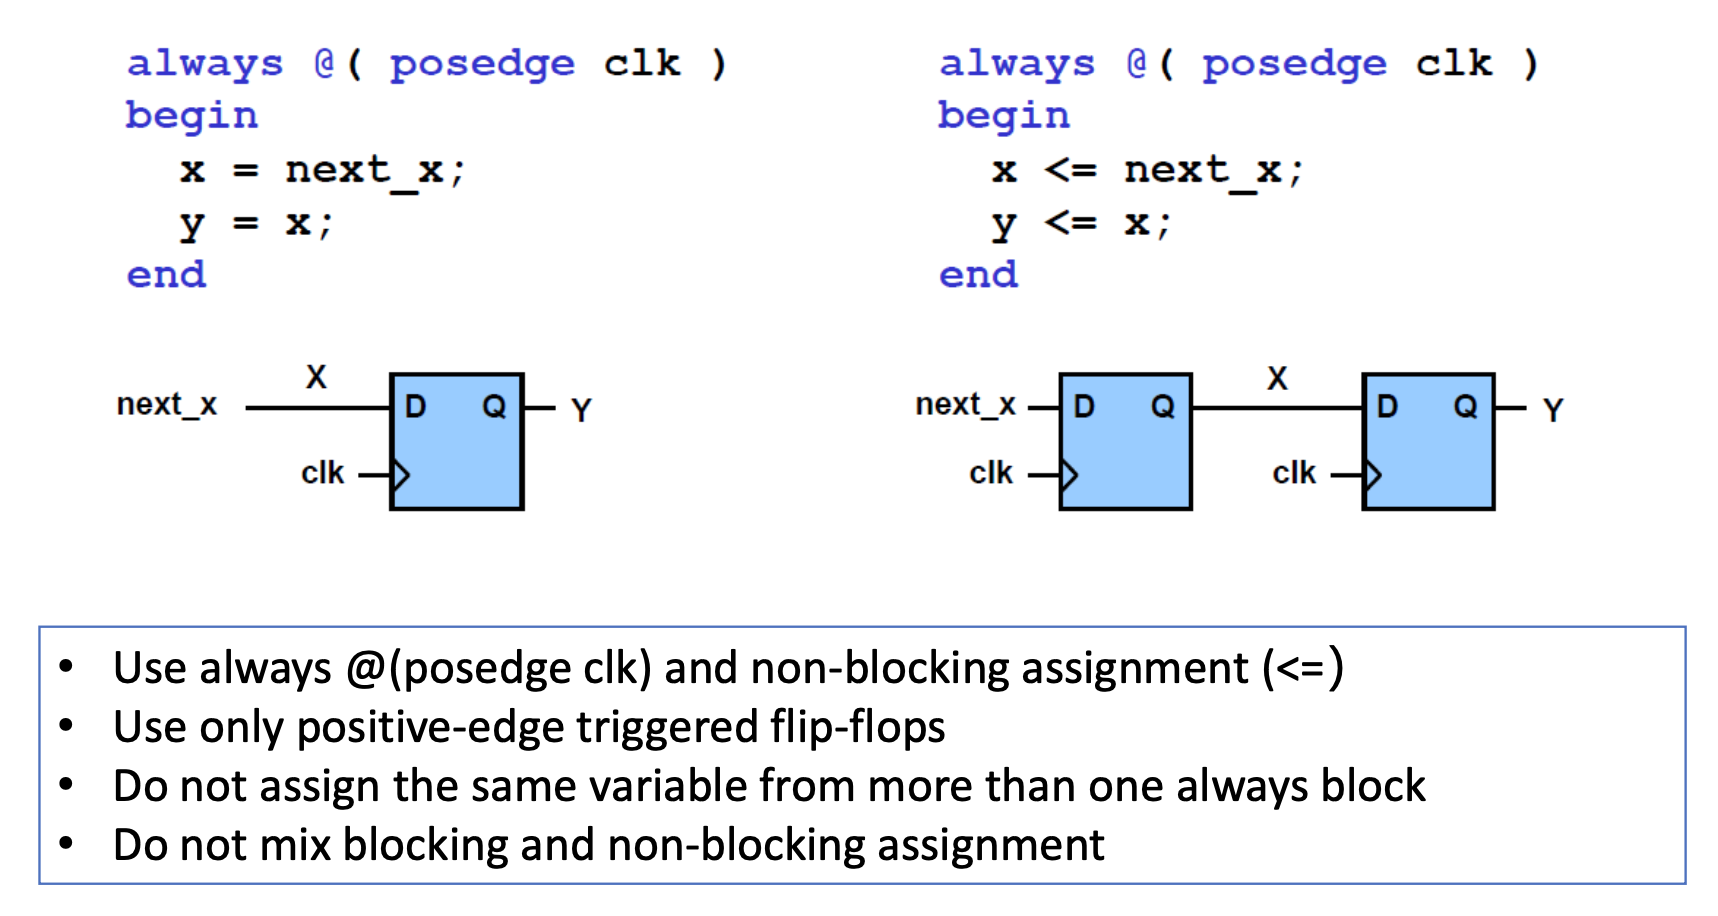 always @( posedge clk )
begin
x = next_x;
y = x;
end
always @( posedge clk )
begin
x <= next_x;
y <= x;
end
X
next_x
D Q
Y
clk
X
next_x
D Q
D Q
Y
clk
clk
• Use always @(posedge clk) and non-blocking assignment (<=)
• Use only positive-edge triggered flip-flops
• Do not assign the same variable from more than one always block
• Do not mix blocking and non-blocking assignment